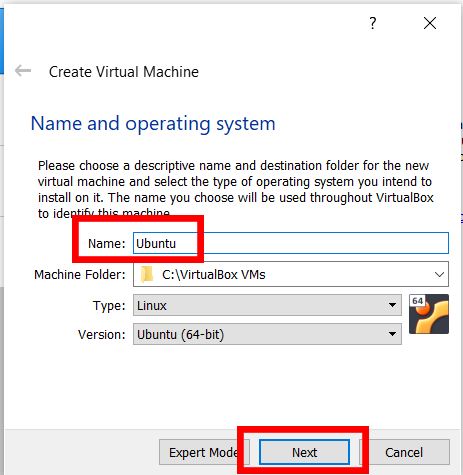 ?
Create Virtual Machine
Name and operating system
Please choose a descriptive name and destination folder for the new
virtual machine and select the type of operating system you intend to
install on it. The name you choose will be used throughout VirtualBox
to identify this machine.
Name: Ubuntu
Machine Folder: C:\VirtualBox VMs
Type: Linux
64
Version: Ubuntu (64-bit)
Expert Mode Next Cancel